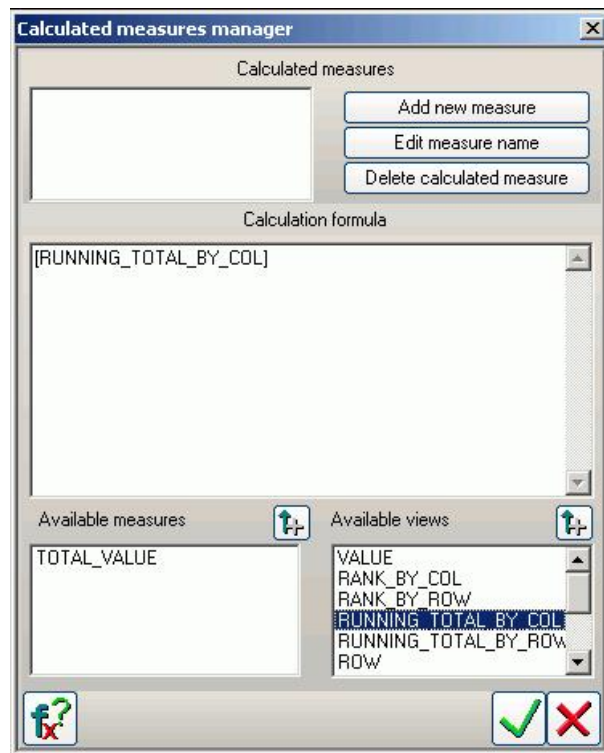 Calculated measures manager
Calculated measures
Add new measure
Edit measure name
Delete calculated measure
Calculation formula
[RUNNING_TOTAL_BY_COL]
Available measures
Available views
TOTAL_VALUE
VALUE
RANK_BY_COL
RANK_BY_ROW
RUNNING_TOTAL_BY_COL
RUNNING_TOTAL_BY_ROW
ROW
fx?